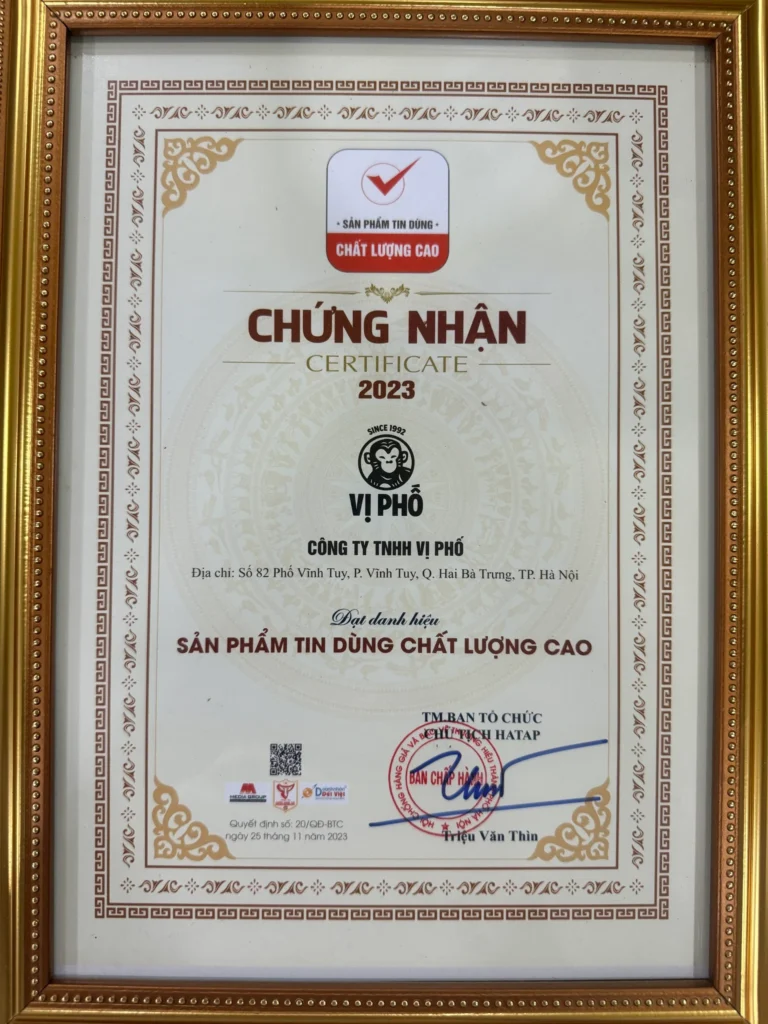 SẢN PHẨM TIN DÙNG
CHẤT LƯỢNG CAO
CHỨNG NHẬN
CERTIFICATE
2023
SINCE 1992
VỊ PHỐ
CÔNG TY TNHH VỊ PHỐ
Địa chỉ: Số 82 Phố Vĩnh Tuy, P. Vĩnh Tuy, Q. Hai Bà Trưng, TP. Hà Nội
Đạt danh hiệu
SẢN PHẨM TIN DÙNG CHẤT LƯỢNG CAO
TM.BAN TỔ CHỨC
CHỦ TỊCH HATAP
BAN CHẤP HÀNH
MEDIA GROUP
Quyết định số: 20/QĐ-BTC
ngày 25 tháng 11 năm 2023
Triệu Văn Thìn